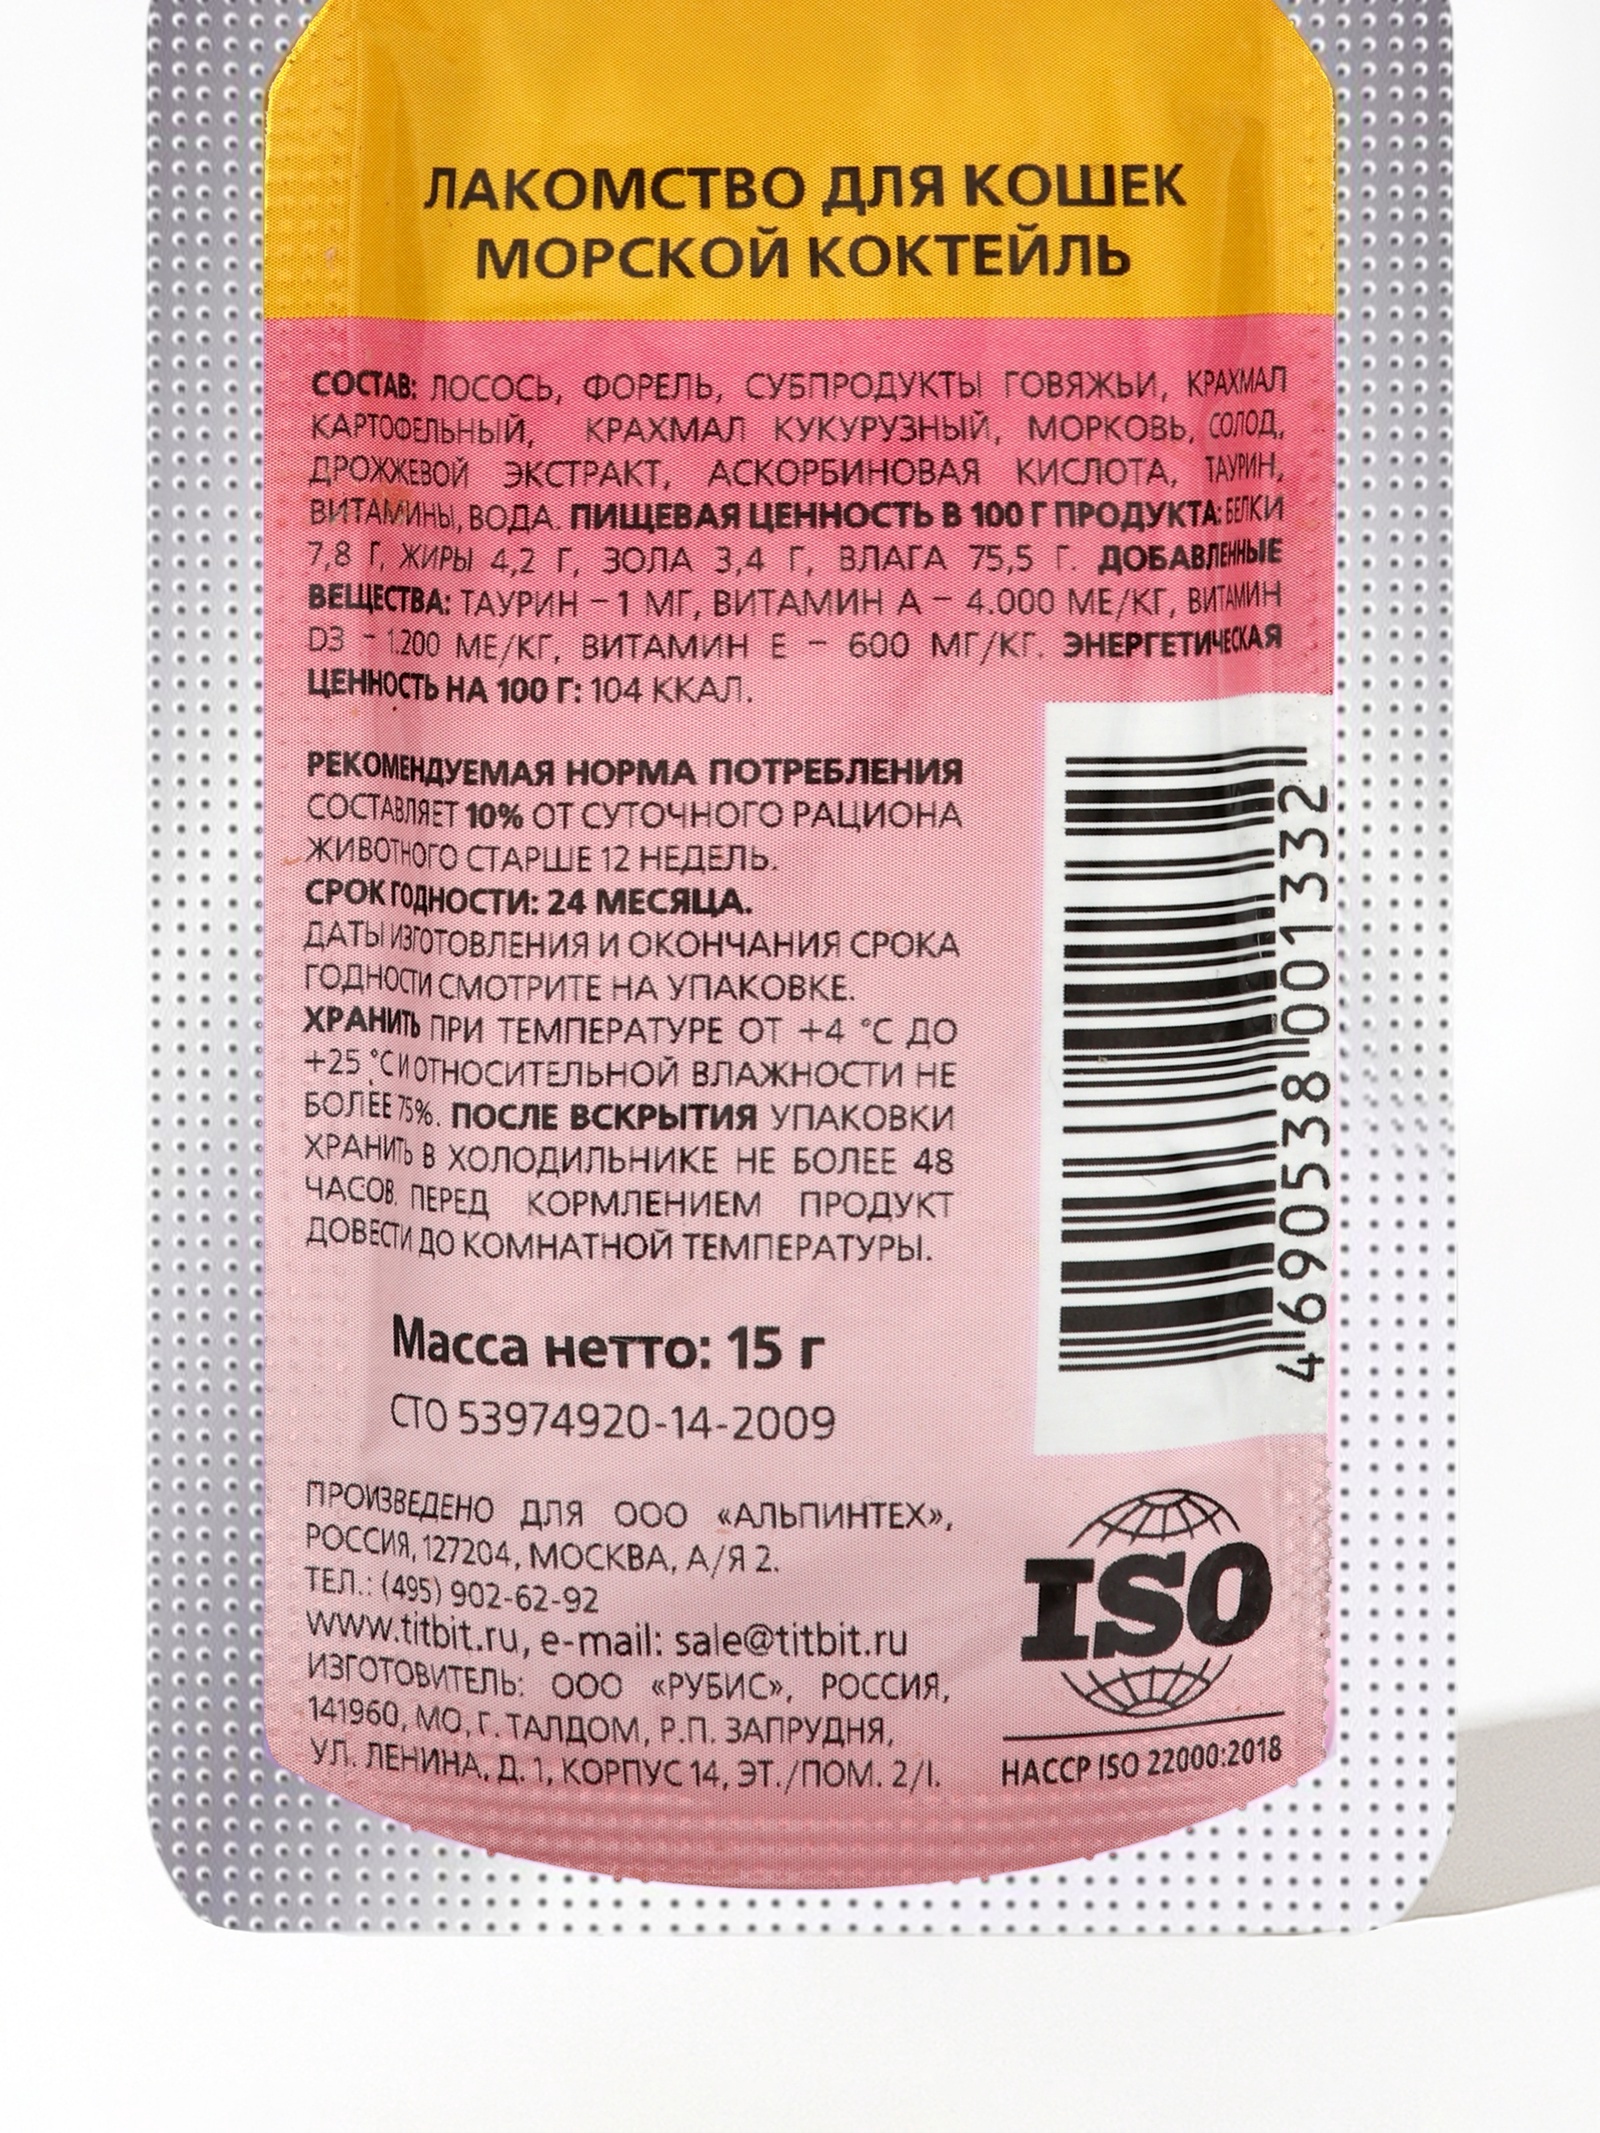 ЛАКОМСТВО ДЛЯ КОШЕК
МОРСКОЙ КОКТЕЙЛЬ
СОСТАВ: ЛОСОСЬ, ФОРЕЛЬ, СУБПРОДУКТЫ ГОВЯЖЬИ, КРАХМАЛ
КАРТОФЕЛЬНЫЙ, КРАХМАЛ КУКУРУЗНЫЙ, МОРКОВЬ, СОЛОД,
ДРОЖЖЕВОЙ ЭКСТРАКТ, АСКОРБИНОВАЯ КИСЛОТА, ТАУРИН,
ВИТАМИНЫ, ВОДА. ПИЩЕВАЯ ЦЕННОСТЬ В 100 Г ПРОДУКТА: БЕЛКИ
7,8 Г, ЖИРЫ 4,2 Г, ЗОЛА 3,4 Г, ВЛАГА 75,5 Г. ДОБАВЛЕННЫЕ
ВЕЩЕСТВА: ТАУРИН – 1 МГ, ВИТАМИН А – 4.000 МЕ/КГ, ВИТАМИН
D3 – 1.200 МЕ/КГ, ВИТАМИН Е – 600 МГ/КГ. ЭНЕРГЕТИЧЕСКАЯ
ЦЕННОСТЬ НА 100 Г: 104 ККАЛ.
РЕКОМЕНДУЕМАЯ НОРМА ПОТРЕБЛЕНИЯ
СОСТАВЛЯЕТ 10% ОТ СУТОЧНОГО РАЦИОНА
ЖИВОТНОГО СТАРШЕ 12 НЕДЕЛЬ.
СРОК ГОДНОСТИ: 24 МЕСЯЦА.
ДАТЫ ИЗГОТОВЛЕНИЯ И ОКОНЧАНИЯ СРОКА
ГОДНОСТИ СМОТРИТЕ НА УПАКОВКЕ.
ХРАНИТЬ ПРИ ТЕМПЕРАТУРЕ ОТ +4 °С ДО
+25 °С И ОТНОСИТЕЛЬНОЙ ВЛАЖНОСТИ НЕ
БОЛЕЕ 75%. ПОСЛЕ ВСКРЫТИЯ УПАКОВКИ
ХРАНИТЬ В ХОЛОДИЛЬНИКЕ НЕ БОЛЕЕ 48
ЧАСОВ. ПЕРЕД КОРМЛЕНИЕМ ПРОДУКТ
ДОВЕСТИ ДО КОМНАТНОЙ ТЕМПЕРАТУРЫ.
4 690538 001332
Масса нетто: 15 г
СТО 53974920-14-2009
ПРОИЗВЕДЕНО ДЛЯ ООО «АЛЬПИНТЕХ»,
РОССИЯ, 127204, МОСКВА, А/Я 2.
ТЕЛ.: (495) 902-62-92
www.titbit.ru, e-mail: sale@titbit.ru
ИЗГОТОВИТЕЛЬ: ООО «РУБИС», РОССИЯ,
141960, МО, Г. ТАЛДОМ, Р.П. ЗАПРУДНЯ,
УЛ. ЛЕНИНА, Д. 1, КОРПУС 14, ЭТ./ПОМ. 2/I.
ISO
HACCP ISO 22000:2018